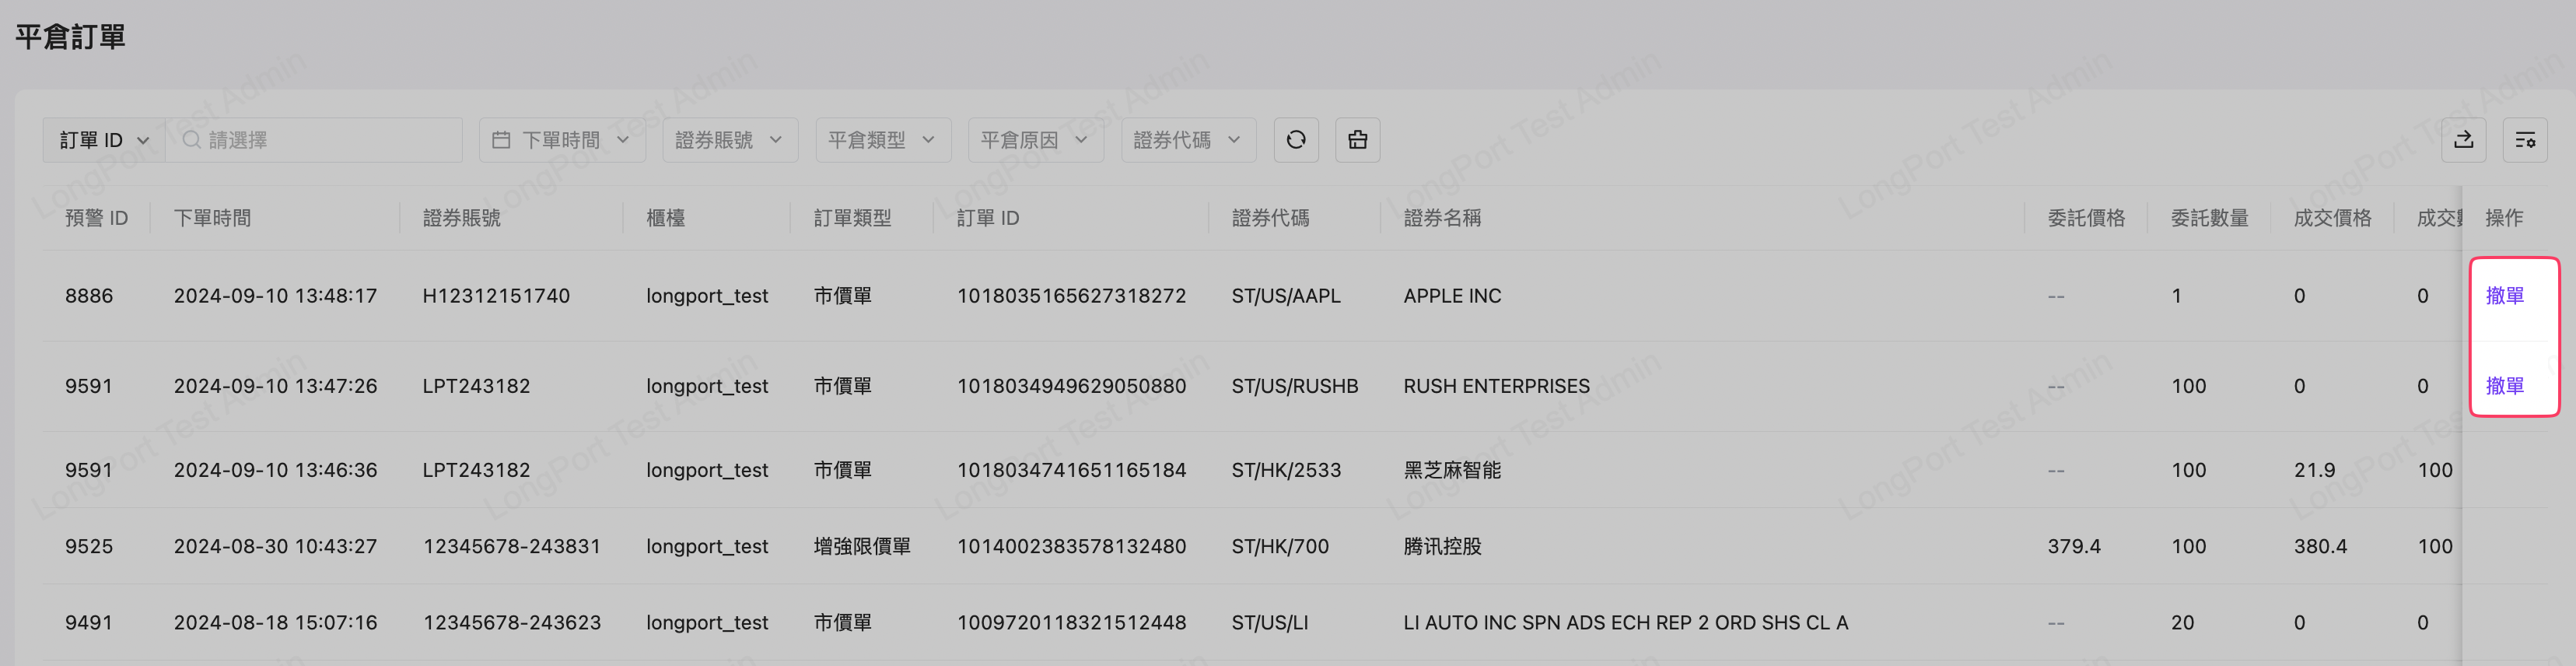 平倉訂單
訂單 ID 請選擇 下單時間 證券賬號 平倉類型 平倉原因 證券代碼
預警 ID 下單時間 證券賬號 櫃檯 訂單類型 訂單 ID 證券代碼 證券名稱 委託價格 委託數量 成交價格 成交 操作
8886 2024-09-10 13:48:17 H12312151740 longport_test 市價單 1018035165627318272 ST/US/AAPL APPLE INC -- 1 0 0 撤單
9591 2024-09-10 13:47:26 LPT243182 longport_test 市價單 1018034949629050880 ST/US/RUSHB RUSH ENTERPRISES -- 100 0 0 撤單
9591 2024-09-10 13:46:36 LPT243182 longport_test 市價單 1018034741651165184 ST/HK/2533 黑芝麻智能 -- 100 21.9 100
9525 2024-08-30 10:43:27 12345678-243831 longport_test 增強限價單 1014002383578132480 ST/HK/700 腾讯控股 379.4 100 380.4 100
9491 2024-08-18 15:07:16 12345678-243623 longport_test 市價單 1009720118321512448 ST/US/LI LI AUTO INC SPN ADS ECH REP 2 ORD SHS CL A -- 20 0 0
LongPort Test Admin